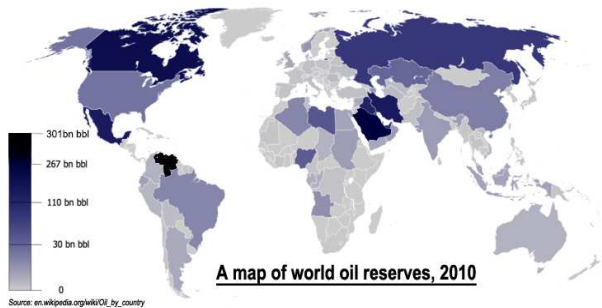 301bn bbl
267 bn bbl
110 bn bbl
30 bn bbl
0
A map of world oil reserves, 2010
Source: en.wikipedia.org/wiki/Oil_by_country